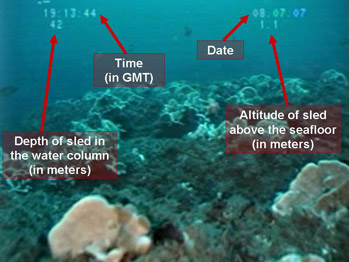 19:13:44
08.07.07
42
1.1
Date
Time
(in GMT)
Altitude of sled
above the seafloor
(in meters)
Depth of sled in
the water column
(in meters)